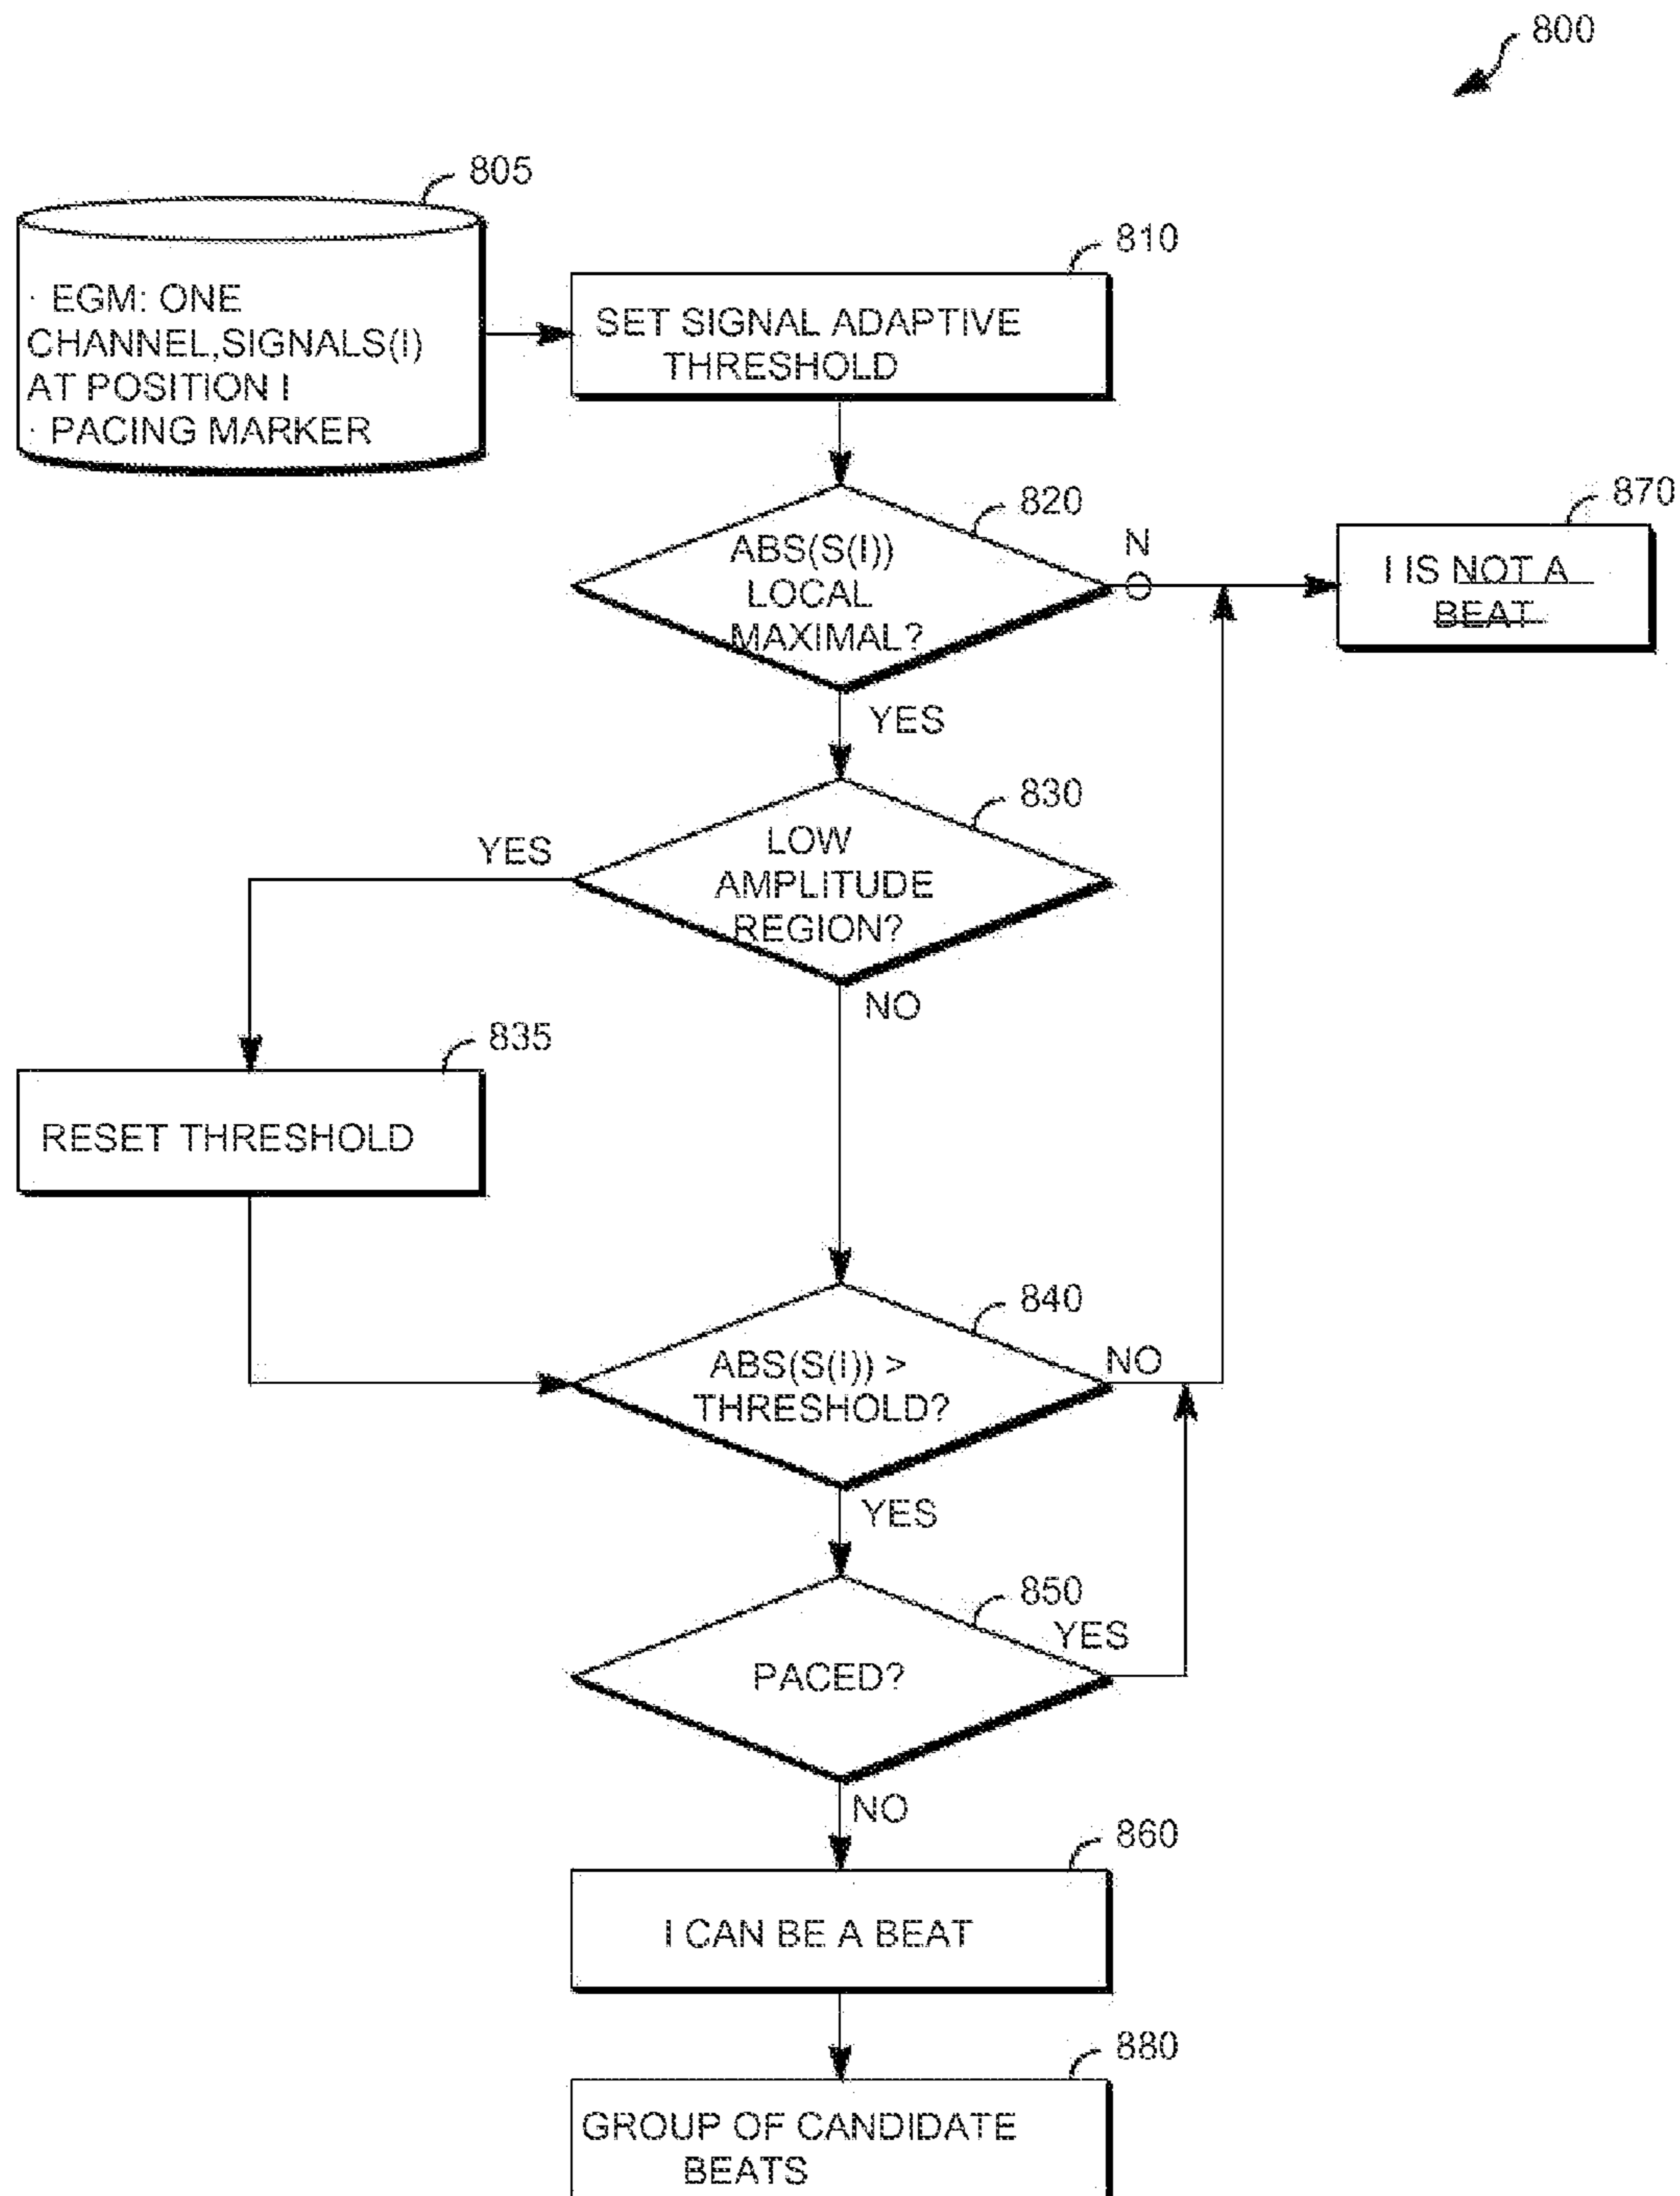 800
805
· EGM: ONE
CHANNEL,SIGNALS(I)
AT POSITION I
· PACING MARKER
810
SET SIGNAL ADAPTIVE
THRESHOLD
820
ABS(S(I))
LOCAL
MAXIMAL?
N
870
I IS NOT A
BEAT
YES
830
LOW
AMPLITUDE
REGION?
YES
NO
835
RESET THRESHOLD
840
ABS(S(I)) >
THRESHOLD?
NO
YES
850
PACED?
YES
NO
860
I CAN BE A BEAT
880
GROUP OF CANDIDATE
BEATS